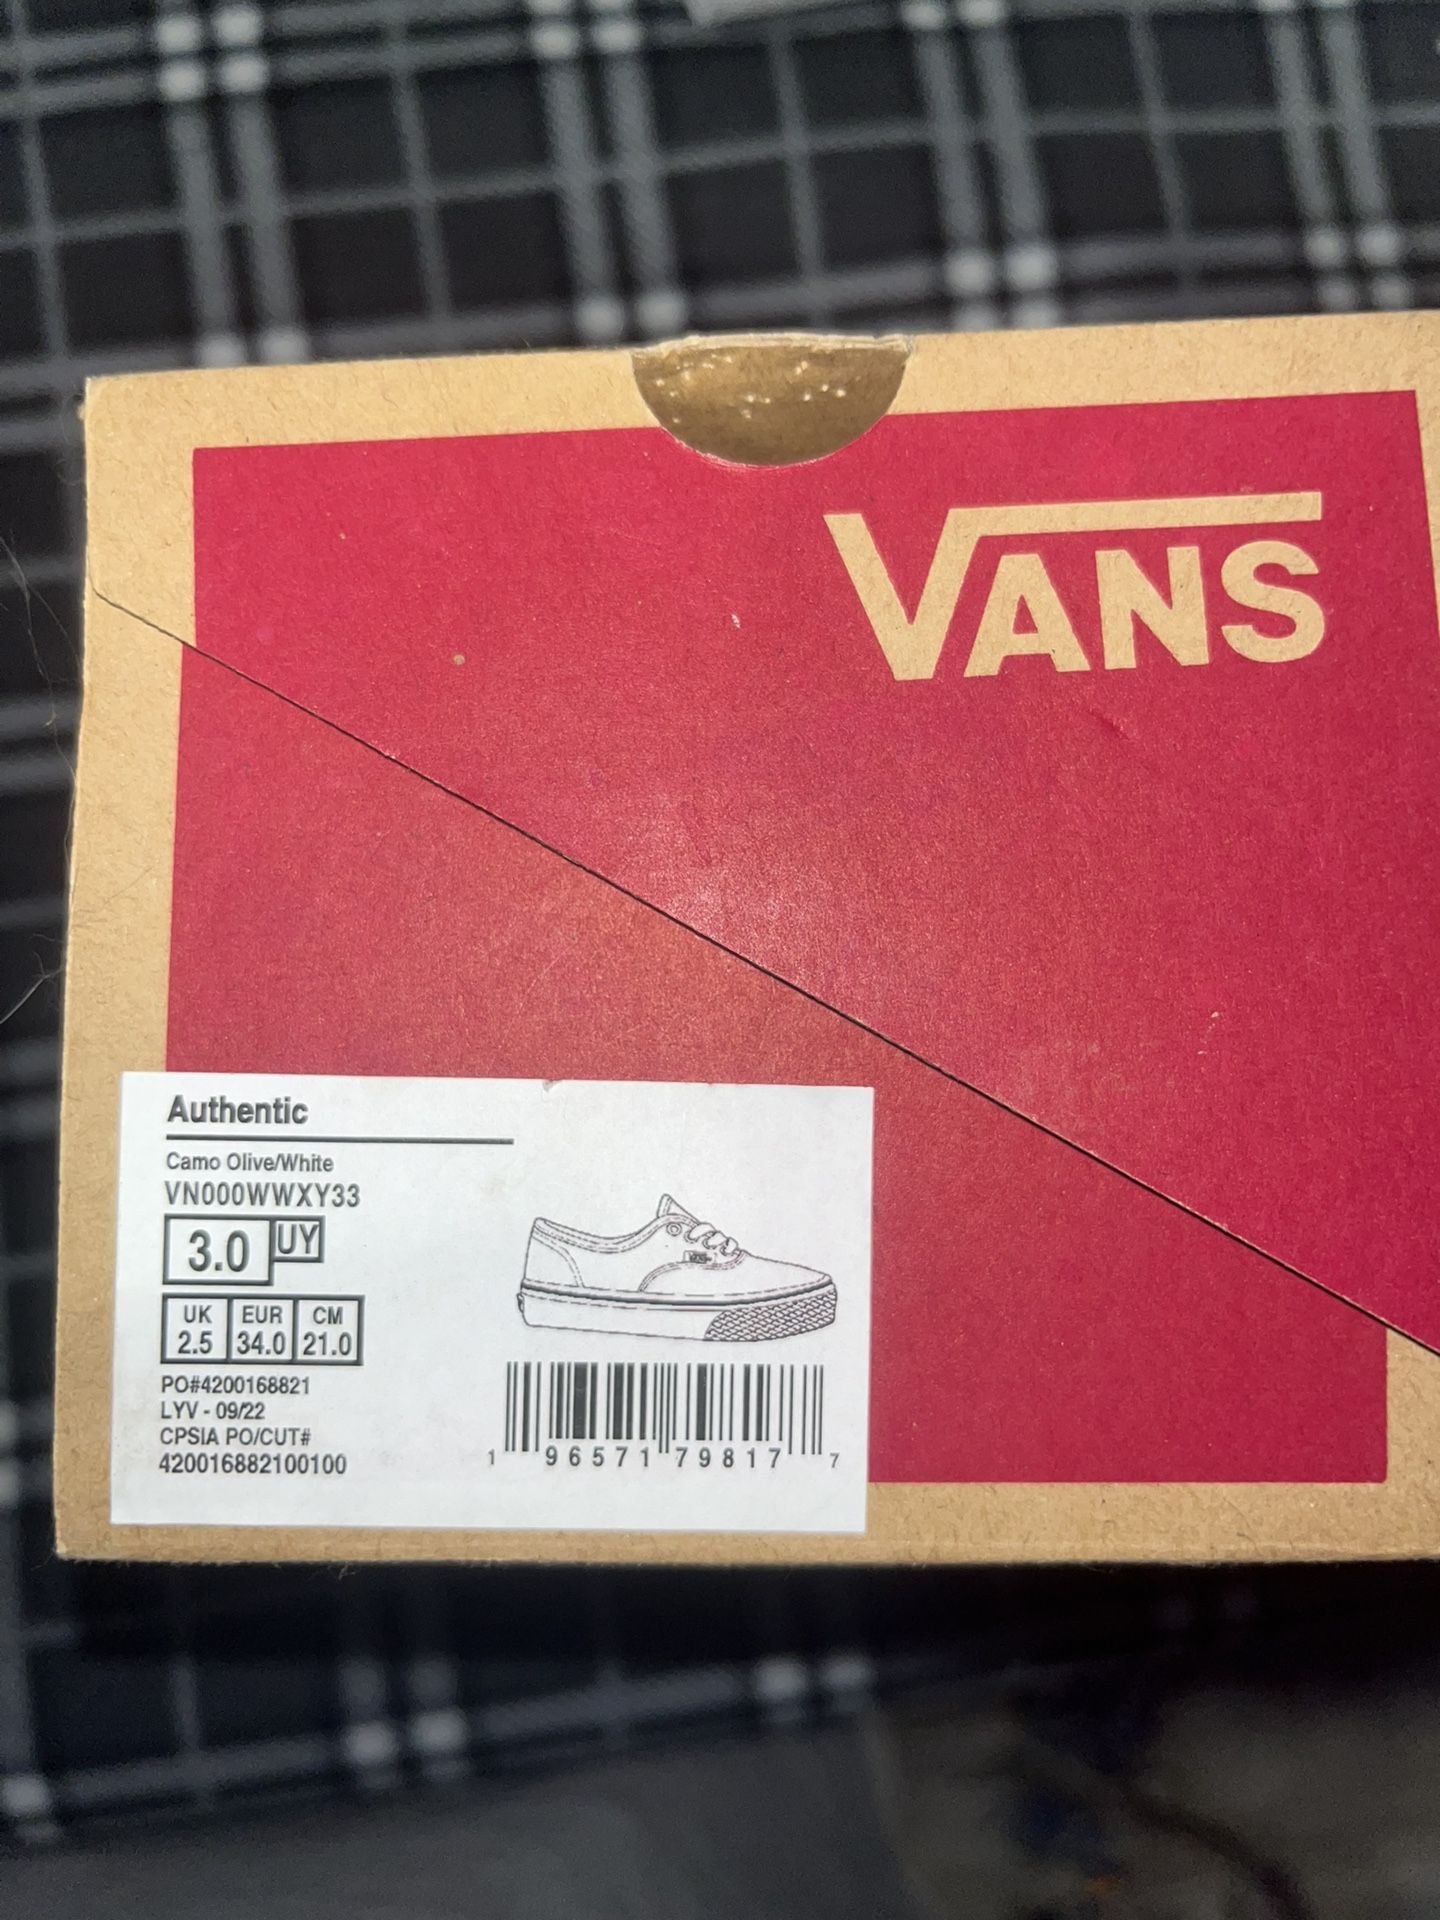 VANS
Authentic
Camo Olive/White
VN000WWXY33
3.0 UY
UK EUR CM
2.5 34.0 21.0
PO#4200168821
LYV - 09/22
CPSIA PO/CUT#
420016882100100
1 96571 79817 7